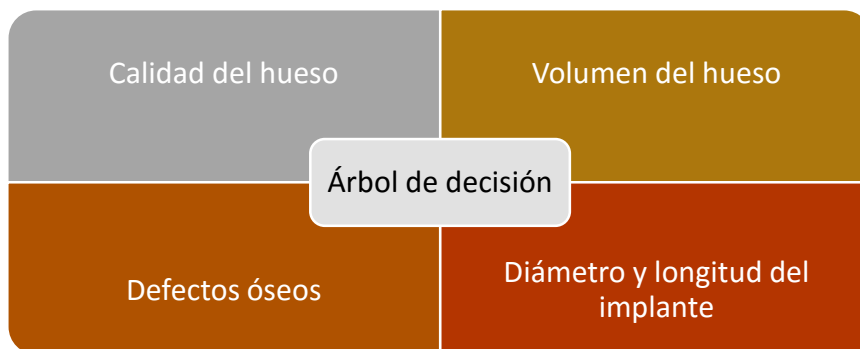 Calidad del hueso
Volumen del hueso
Árbol de decisión
Defectos óseos
Diámetro y longitud del
implante